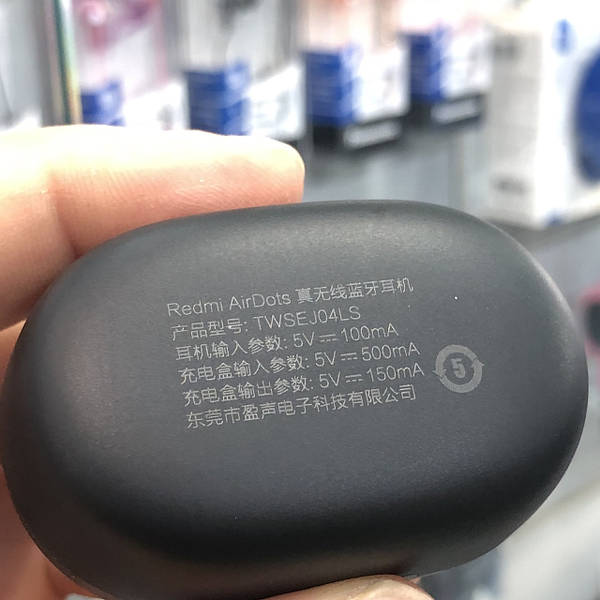 Redmi AirDots 真无线蓝牙耳机
产品型号: TWSEJ04LS
耳机输入参数: 5V ⎓ 100mA
充电盒输入参数: 5V ⎓ 500mA
充电盒输出参数: 5V ⎓ 150mA
东莞市盈声电子科技有限公司
5